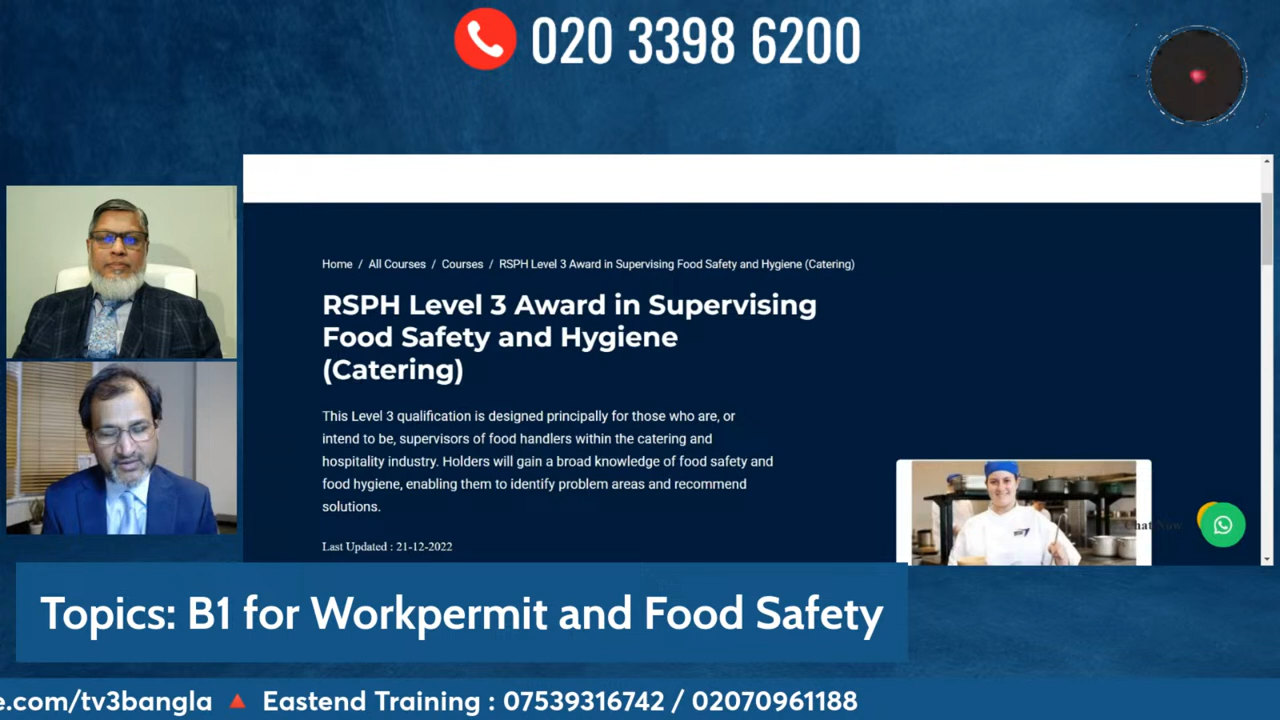 020 3398 6200
Home / All Courses / Courses / RSPH Level 3 Award in Supervising Food Safety and Hygiene (Catering)
RSPH Level 3 Award in Supervising
Food Safety and Hygiene
(Catering)
This Level 3 qualification is designed principally for those who are, or
intend to be, supervisors of food handlers within the catering and
hospitality industry. Holders will gain a broad knowledge of food safety and
food hygiene, enabling them to identify problem areas and recommend
solutions.
Last Updated : 21-12-2022
Chat Now
Topics: B1 for Workpermit and Food Safety
e.com/tv3bangla 🔺 Eastend Training : 07539316742 / 02070961188